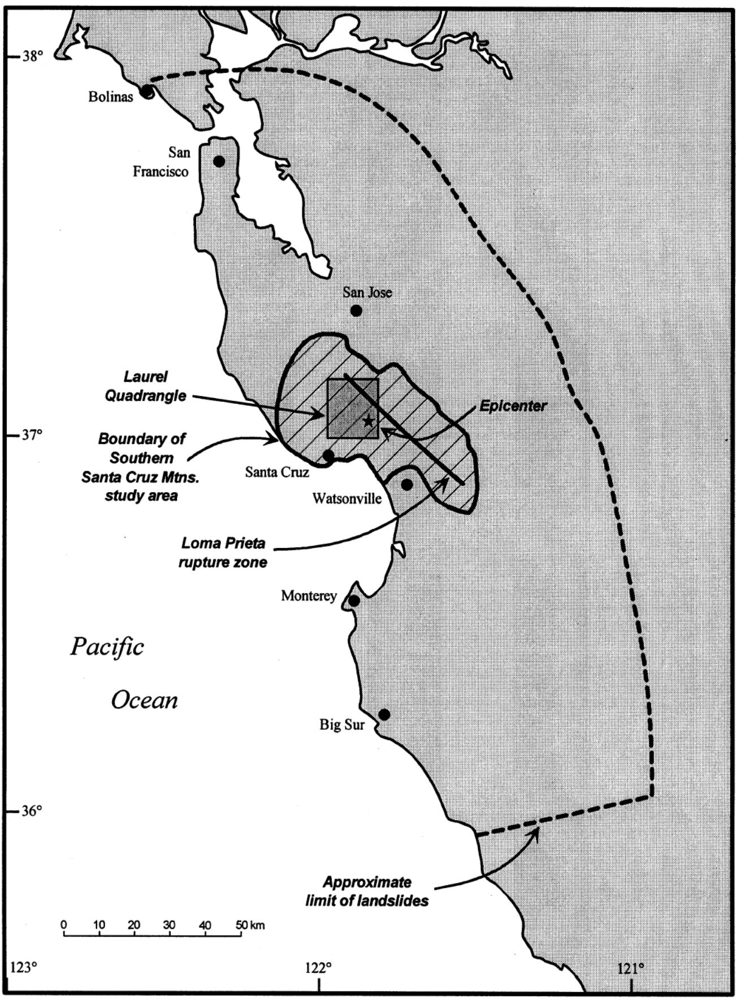 38°
Bolinas
San
Francisco
San Jose
Laurel
Quadrangle
Epicenter
37°
Boundary of
Southern
Santa Cruz Mtns.
study area
Santa Cruz
Watsonville
Loma Prieta
rupture zone
Monterey
Pacific
Ocean
Big Sur
36°
Approximate
limit of landslides
0 10 20 30 40 50 km
123° 122° 121°